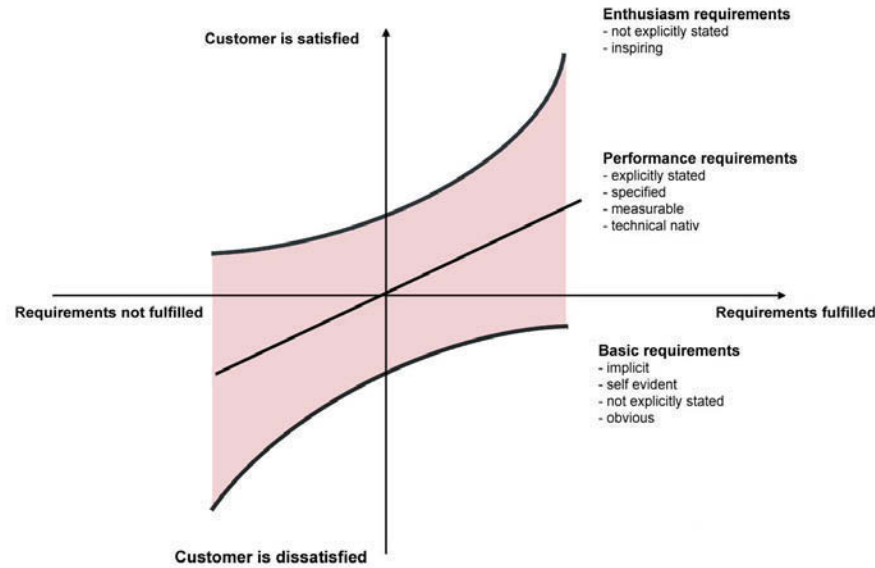 Customer is satisfied
Enthusiasm requirements
- not explicitly stated
- inspiring
Performance requirements
- explicitly stated
- specified
- measurable
- technical nativ
Requirements not fulfilled
Requirements fulfilled
Basic requirements
- implicit
- self evident
- not explicitly stated
- obvious
Customer is dissatisfied